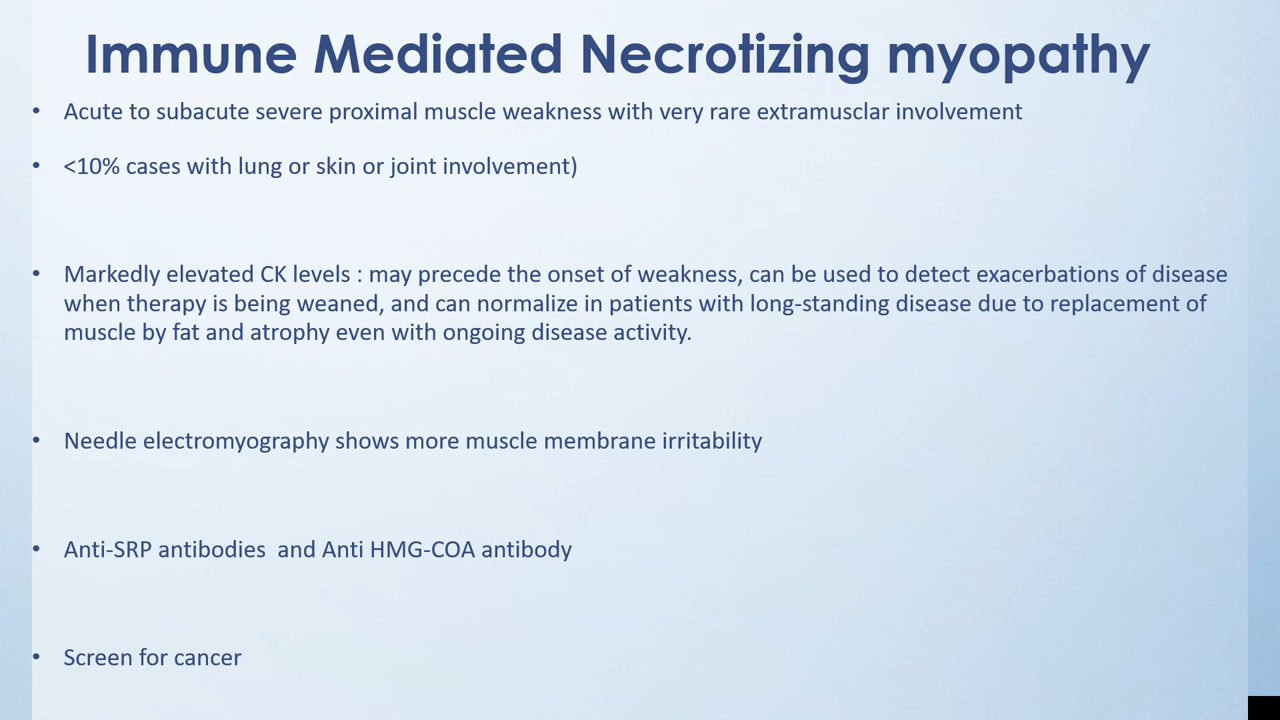 Immune Mediated Necrotizing myopathy
• Acute to subacute severe proximal muscle weakness with very rare extramusclar involvement
• <10% cases with lung or skin or joint involvement)
• Markedly elevated CK levels : may precede the onset of weakness, can be used to detect exacerbations of disease
when therapy is being weaned, and can normalize in patients with long-standing disease due to replacement of
muscle by fat and atrophy even with ongoing disease activity.
• Needle electromyography shows more muscle membrane irritability
• Anti-SRP antibodies  and Anti HMG-COA antibody
• Screen for cancer